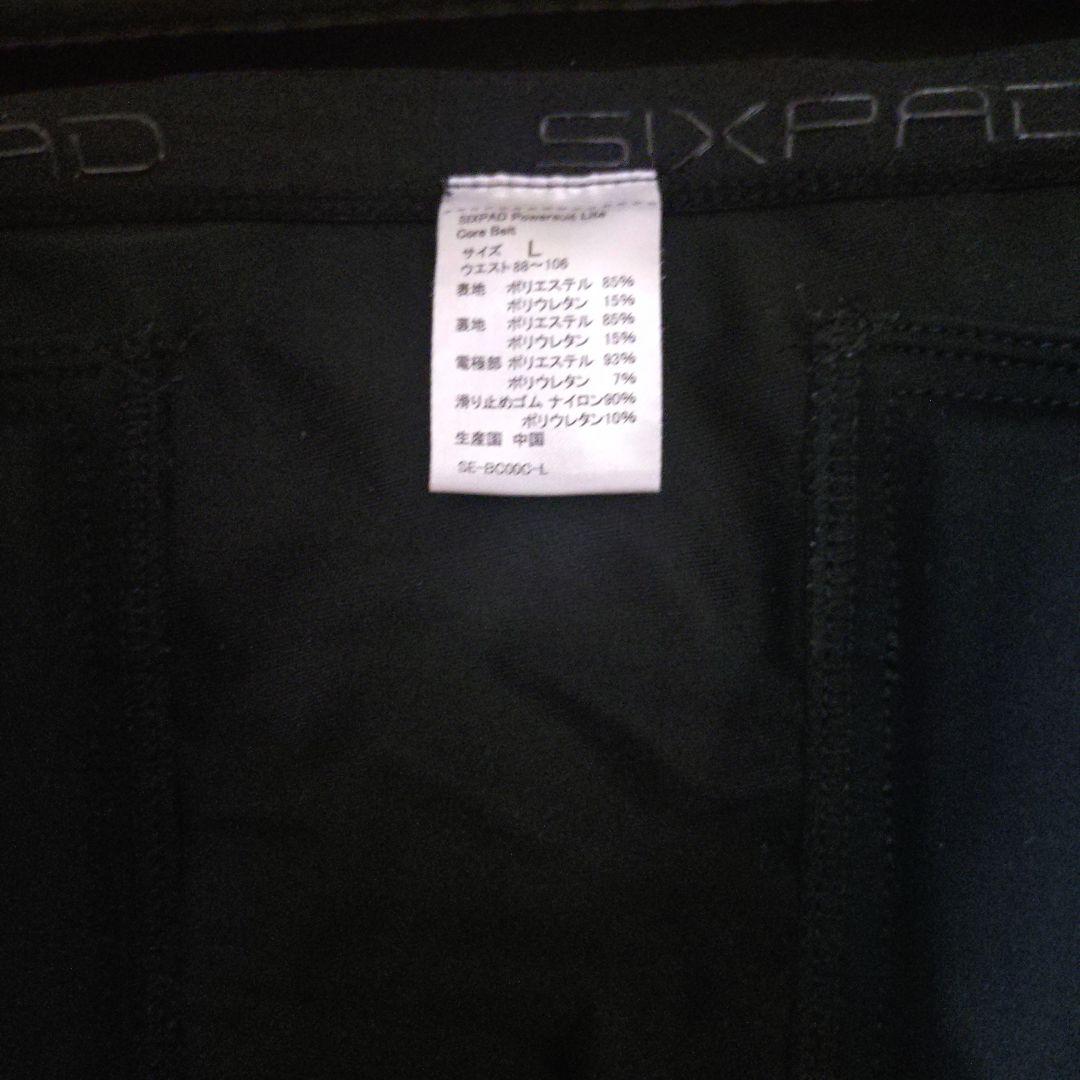 PAD
SIXPAD
SIXPAD Powersuit Lite
Core Belt
サイズ L
ウエスト88～106
表地 ポリエステル 85%
ポリウレタン 15%
裏地 ポリエステル 85%
ポリウレタン 15%
電極部 ポリエステル 93%
ポリウレタン 7%
滑り止めゴム ナイロン90%
ポリウレタン10%
生産国 中国
SE-BC00C-L